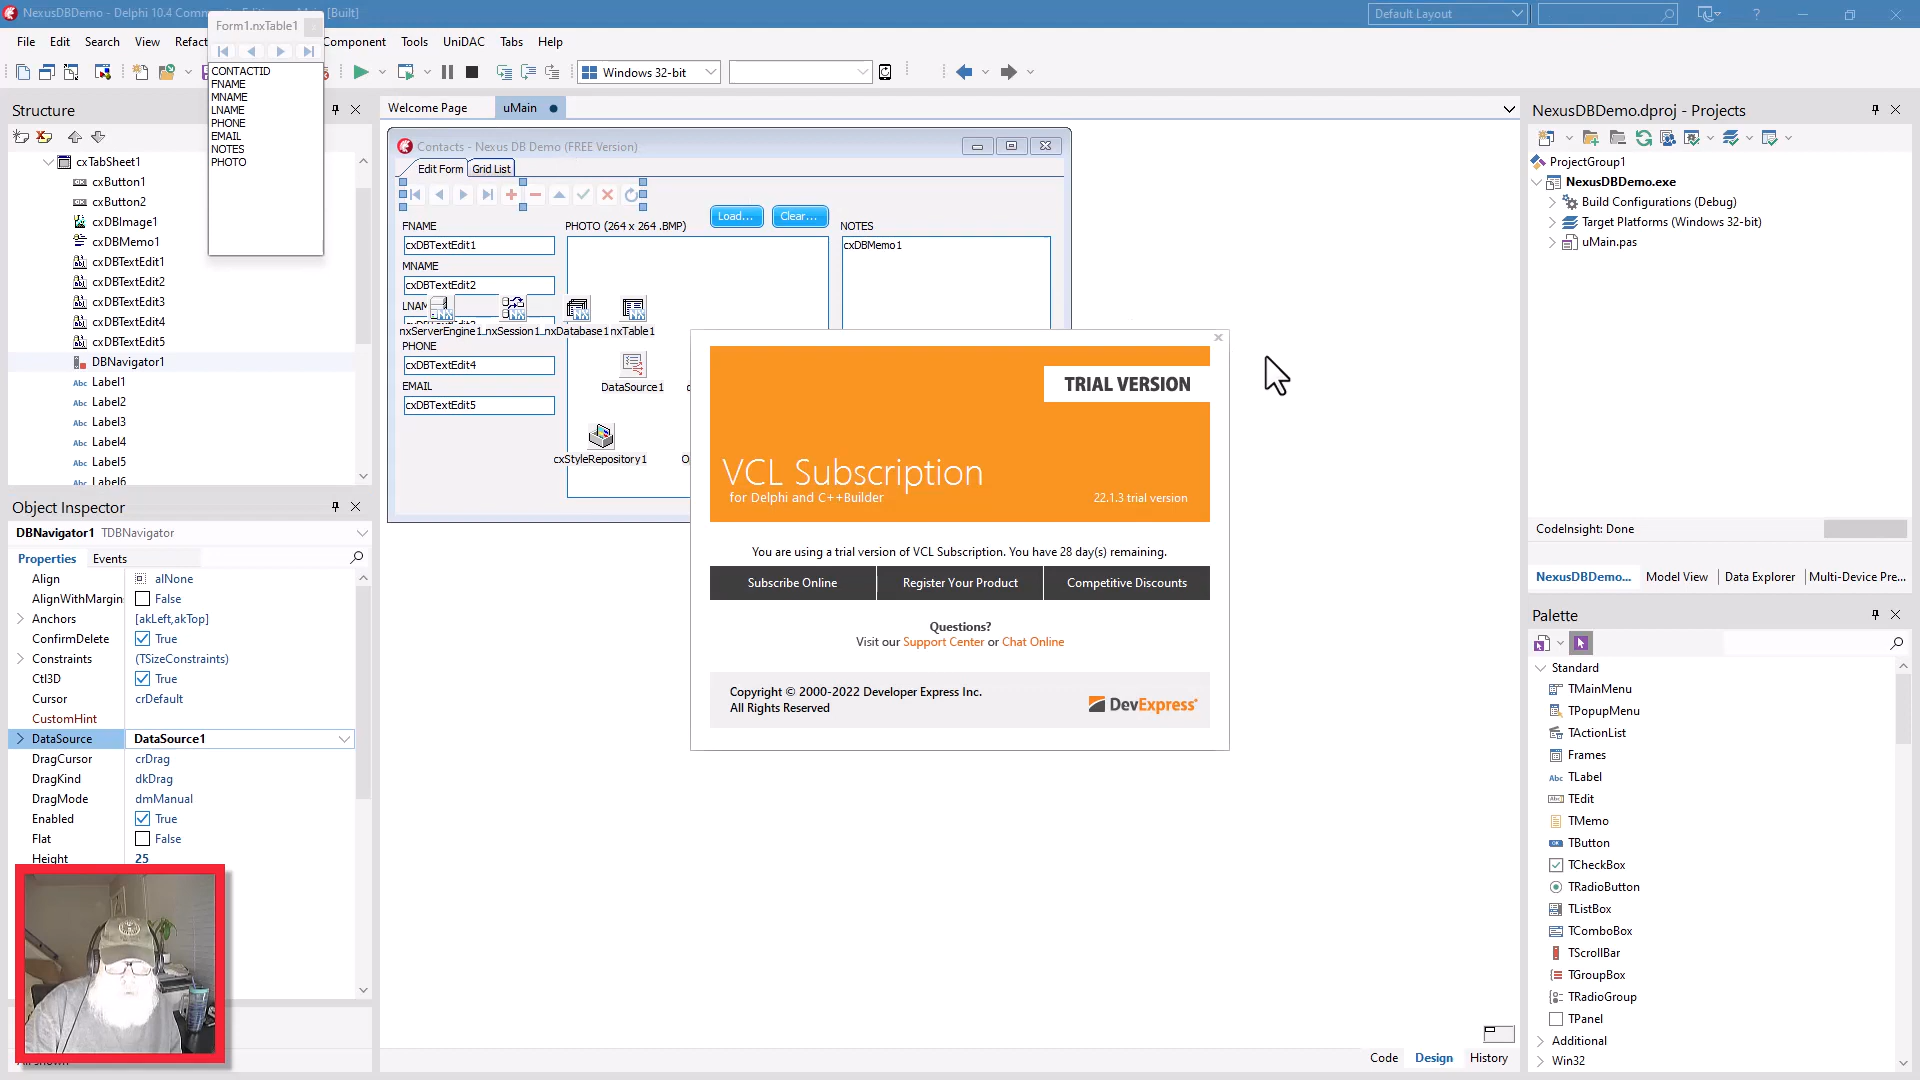 NexusDBDemo - Delphi 10.4 Community Edition - uMain [Built]
Default Layout
File Edit Search View Refact Component Tools UniDAC Tabs Help
Windows 32-bit
Form1.nxTable1
CONTACTID
FNAME
MNAME
LNAME
PHONE
EMAIL
NOTES
PHOTO
Structure
cxTabSheet1
cxButton1
cxButton2
cxDBImage1
cxDBMemo1
cxDBTextEdit1
cxDBTextEdit2
cxDBTextEdit3
cxDBTextEdit4
cxDBTextEdit5
DBNavigator1
Label1
Label2
Label3
Label4
Label5
Label6
Object Inspector
DBNavigator1 TDBNavigator
Properties Events
Align alNone
AlignWithMargins False
Anchors [akLeft,akTop]
ConfirmDelete True
Constraints (TSizeConstraints)
Ctl3D True
Cursor crDefault
CustomHint
DataSource DataSource1
DragCursor crDrag
DragKind dkDrag
DragMode dmManual
Enabled True
Flat False
Height 25
Welcome Page uMain
Contacts - Nexus DB Demo (FREE Version)
Edit Form Grid List
Load... Clear...
FNAME PHOTO (264 x 264 .BMP) NOTES
cxDBTextEdit1 cxDBMemo1
MNAME
cxDBTextEdit2
LNAM
nxServerEngine1 nxSession1 nxDatabase1 nxTable1
PHONE
cxDBTextEdit4
EMAIL DataSource1
cxDBTextEdit5
cxStyleRepository1
TRIAL VERSION
VCL Subscription
for Delphi and C++Builder 22.1.3 trial version
You are using a trial version of VCL Subscription. You have 28 day(s) remaining.
Subscribe Online Register Your Product Competitive Discounts
Questions?
Visit our Support Center or Chat Online
Copyright © 2000-2022 Developer Express Inc.
All Rights Reserved
DevExpress
Code Design History
NexusDBDemo.dproj - Projects
ProjectGroup1
NexusDBDemo.exe
Build Configurations (Debug)
Target Platforms (Windows 32-bit)
uMain.pas
CodeInsight: Done
NexusDBDemo... Model View Data Explorer Multi-Device Pre...
Palette
Standard
TMainMenu
TPopupMenu
TActionList
Frames
TLabel
TEdit
TMemo
TButton
TCheckBox
TRadioButton
TListBox
TComboBox
TScrollBar
TGroupBox
TRadioGroup
TPanel
Additional
Win32